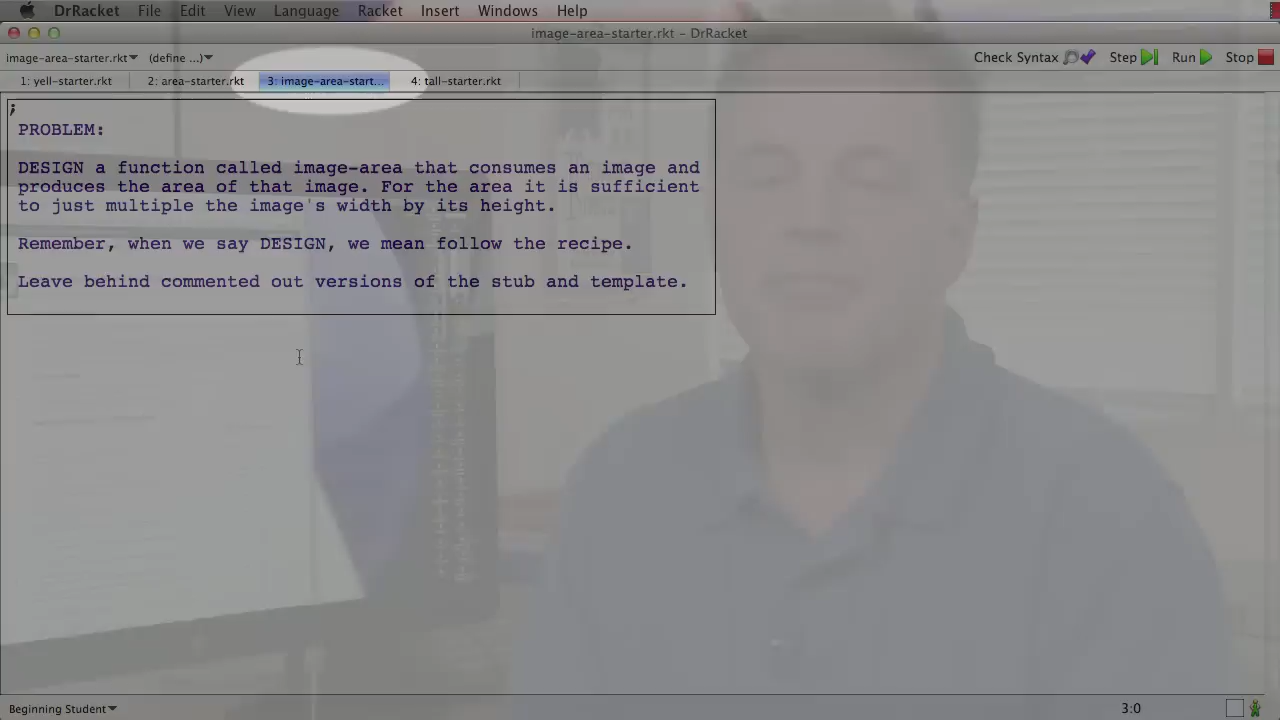 DrRacket File Edit View Language Racket Insert Windows Help
image-area-starter.rkt - DrRacket
image-area-starter.rkt (define ...) Check Syntax Step Run Stop
1: yell-starter.rkt 2: area-starter.rkt 3: image-area-start... 4: tall-starter.rkt
;
PROBLEM:
DESIGN a function called image-area that consumes an image and
produces the area of that image. For the area it is sufficient
to just multiple the image's width by its height.
Remember, when we say DESIGN, we mean follow the recipe.
Leave behind commented out versions of the stub and template.
Beginning Student 3:0